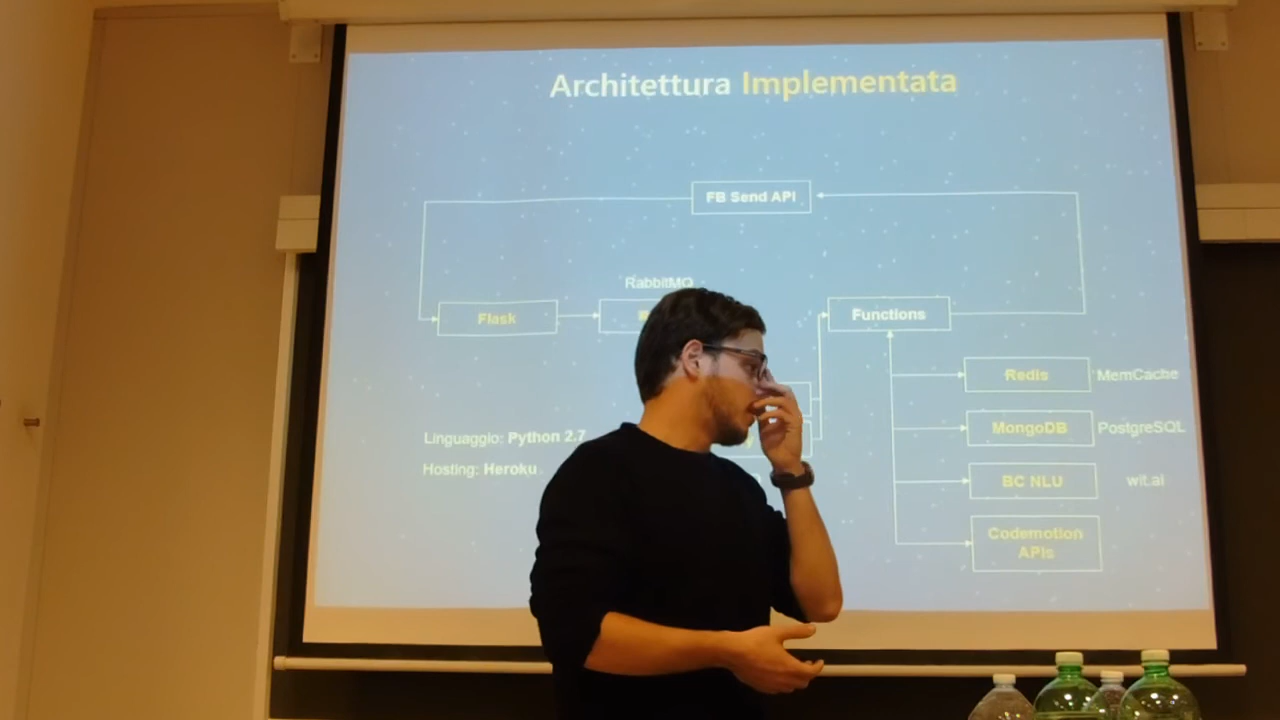 Architettura Implementata
FB Send API
RabbitMQ
Flask
Functions
Redis
MemCache
MongoDB
PostgreSQL
Linguaggio: Python 2.7
Hosting: Heroku
BC NLU
wit.ai
Codemotion
APIs